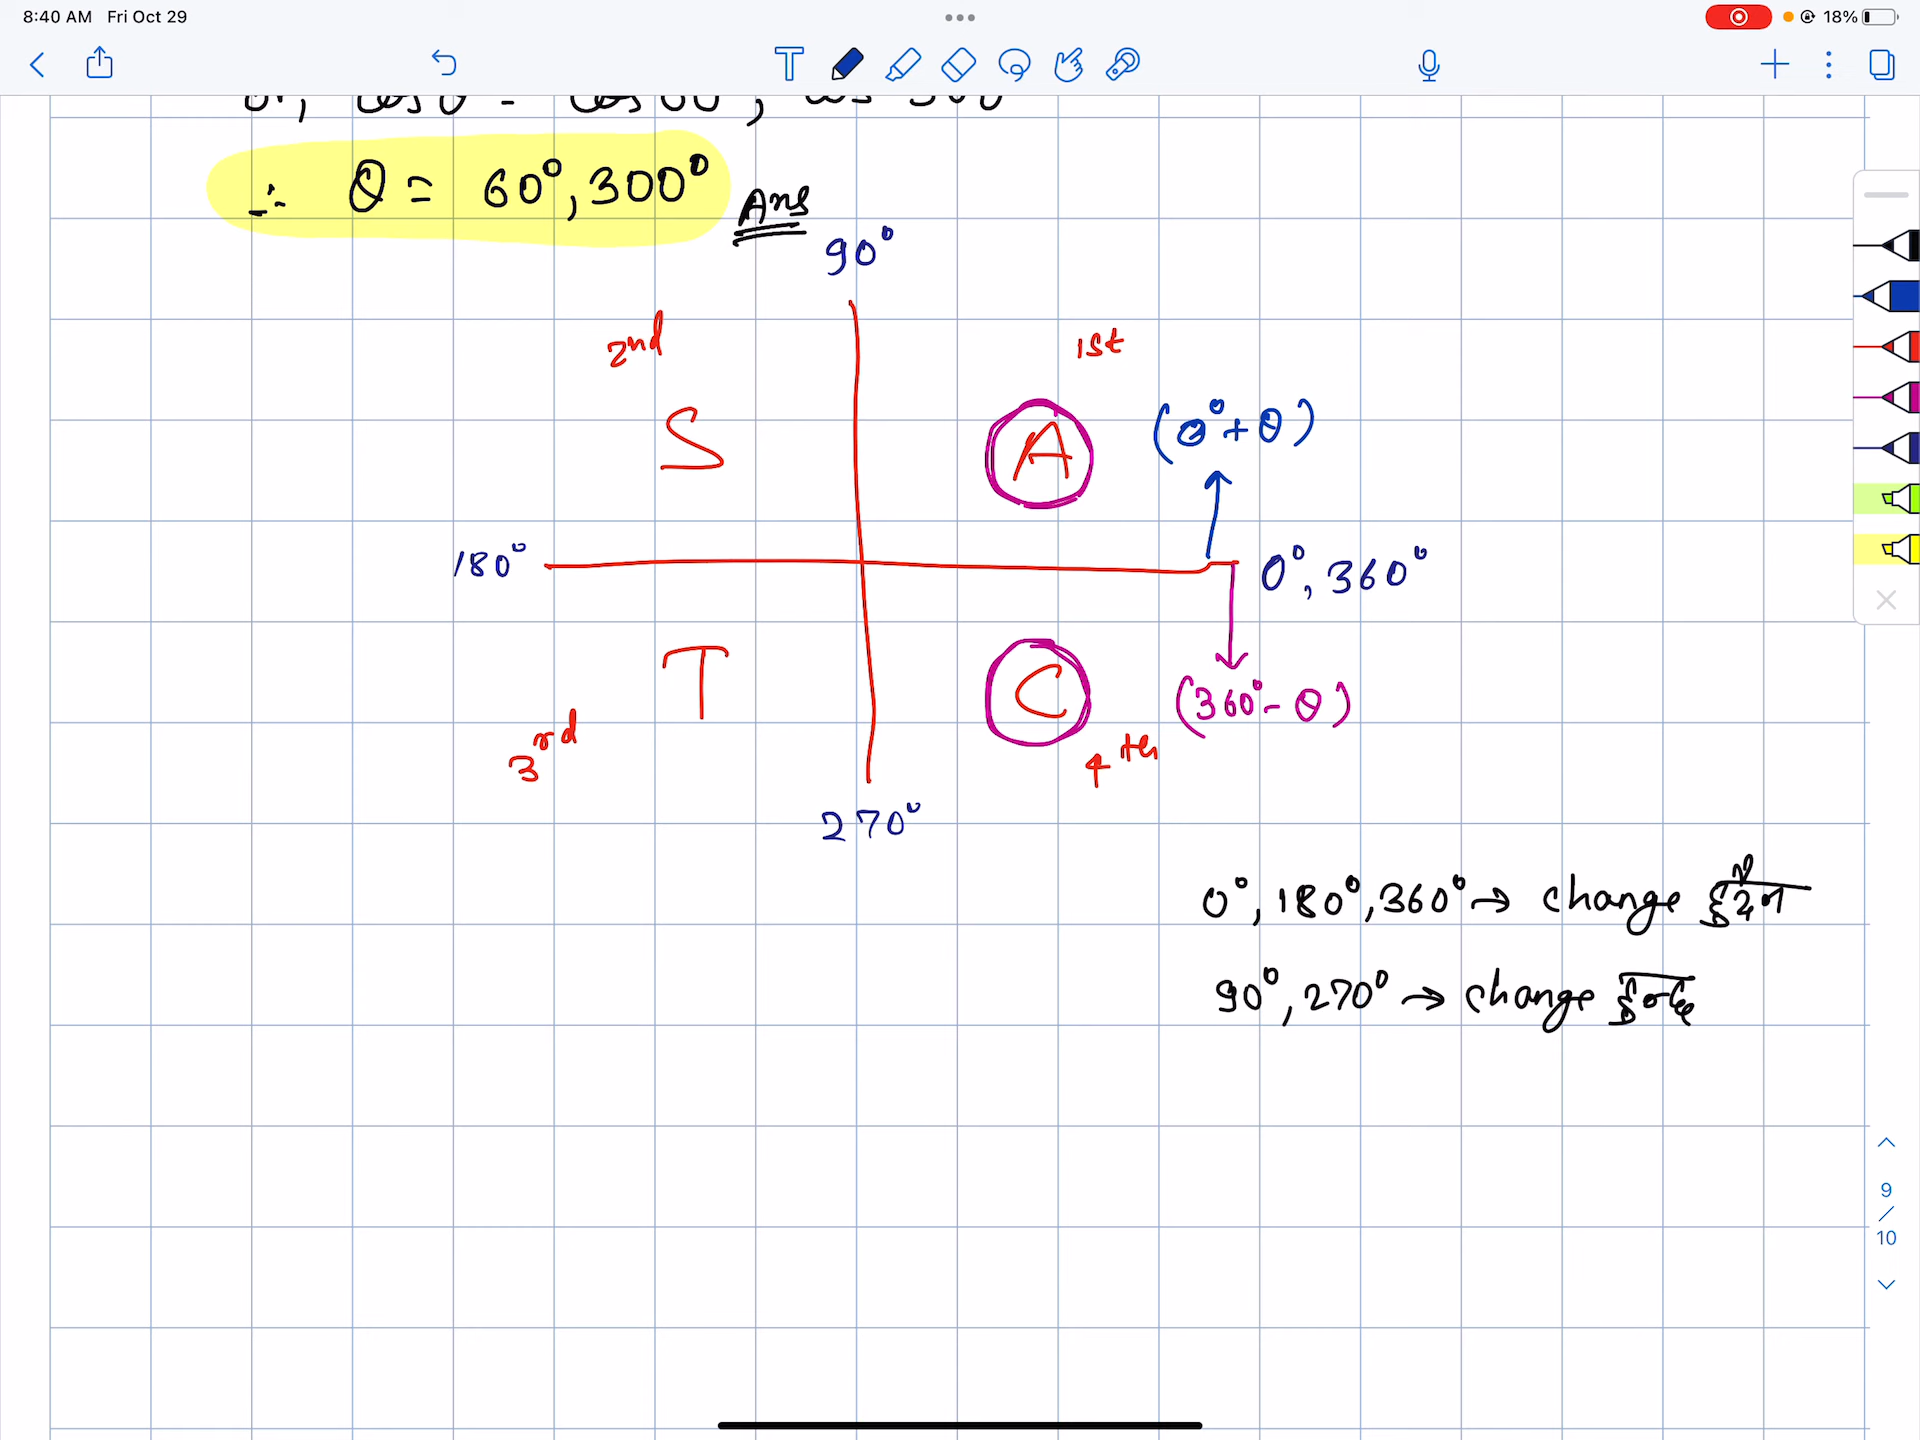 8:40 AM Fri Oct 29
18%
∴ θ = 60°, 300° Ans
90°
2nd
1st
S
A
(0° + θ)
180°
0°, 360°
T
C
(360° - θ)
3rd
4th
270°
0°, 180°, 360° → change हुँदैन
90°, 270° → change हुन्छ
9
/
10